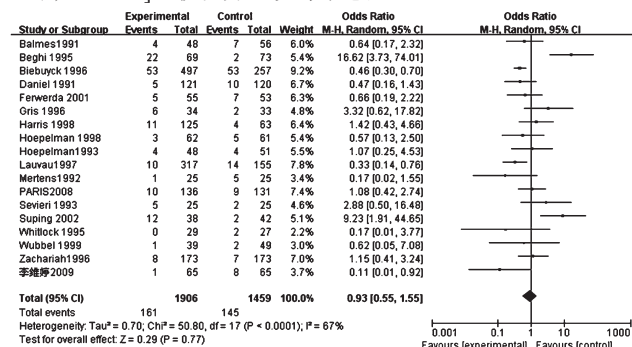 Experimental Control Odds Ratio Odds Ratio
Study or Subgroup Events Total Events Total Weight M-H, Random, 95% CI M-H, Random, 95% CI
Balmes1991 4 48 7 56 6.0% 0.64 [0.17, 2.32]
Beghi 1995 22 69 2 73 5.3% 16.62 [3.73, 74.01]
Biebuyck 1996 53 497 53 257 9.2% 0.46 [0.30, 0.70]
Daniel 1991 5 121 10 120 6.6% 0.47 [0.16, 1.43]
Ferwerda 2001 5 55 7 53 6.2% 0.66 [0.19, 2.22]
Gris 1996 6 34 2 33 4.6% 3.32 [0.62, 17.82]
Harris 1998 11 125 4 63 6.3% 1.42 [0.43, 4.66]
Hoepelman 1998 3 62 5 61 5.3% 0.57 [0.13, 2.50]
Hoepelman1993 4 48 4 51 5.5% 1.07 [0.25, 4.53]
Lauvau1997 10 317 14 155 7.7% 0.33 [0.14, 0.76]
Mertens1992 1 25 5 25 3.3% 0.17 [0.02, 1.55]
PARIS2008 10 136 9 131 7.3% 1.08 [0.42, 2.74]
Sevieri 1993 5 25 2 25 4.5% 2.88 [0.50, 16.48]
Suping 2002 12 38 2 42 5.0% 9.23 [1.91, 44.65]
Whitlock 1995 0 29 2 27 2.1% 0.17 [0.01, 3.77]
Wubbel 1999 1 39 2 49 2.9% 0.62 [0.05, 7.08]
Zachariah1996 8 173 7 173 6.9% 1.15 [0.41, 3.24]
李維婷2009 1 65 8 65 3.6% 0.11 [0.01, 0.92]
Total (95% CI) 1906 1459 100.0% 0.93 [0.55, 1.55]
Total events 161 145
Heterogeneity: Tau² = 0.70; Chi² = 50.80, df = 17 (P < 0.0001); I² = 67%
Test for overall effect: Z = 0.29 (P = 0.77)
0.001 0.1 1 10 1000
Favours [experimental] Favours [control]